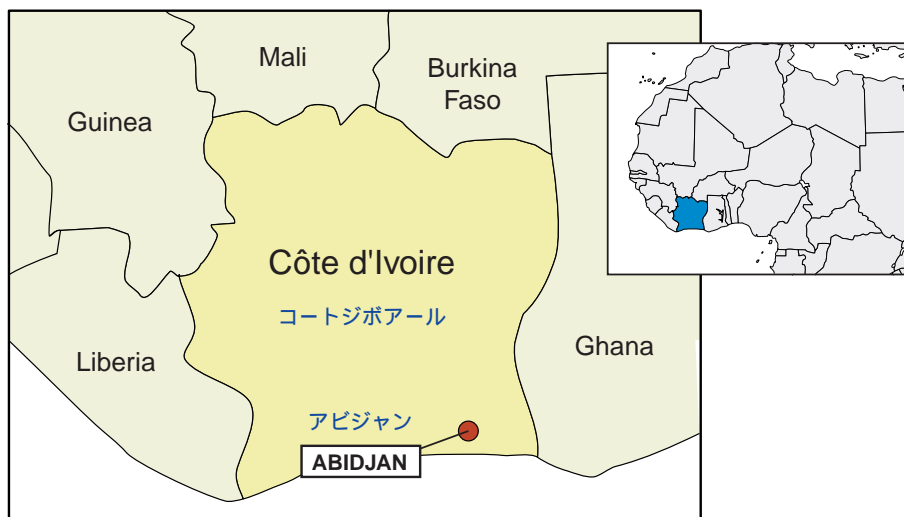 Mali
Burkina
Faso
Guinea
Côte d'Ivoire
コートジボアール
Liberia
Ghana
アビジャン
ABIDJAN